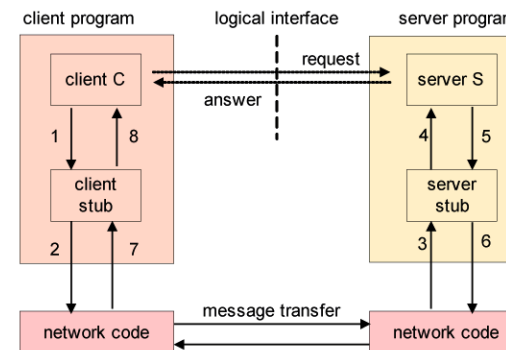 client program
logical interface
server progran
client C
request
server S
answer
1
8
4
5
client
stub
server
stub
2
7
3
6
message transfer
network code
network code